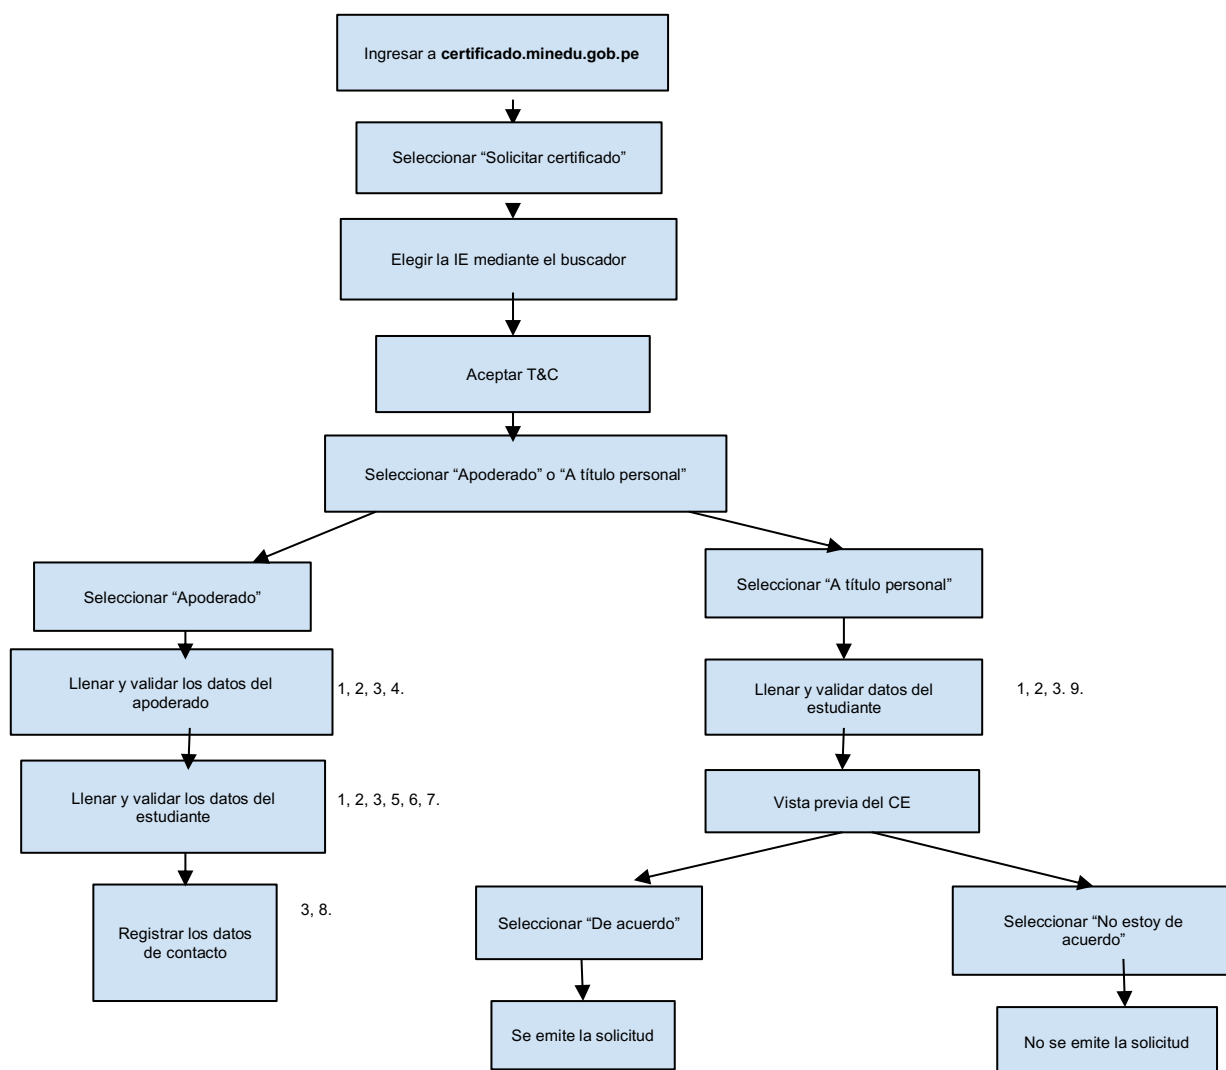 Ingresar a certificado.minedu.gob.pe
Seleccionar “Solicitar certificado”
Elegir la IE mediante el buscador
Aceptar T&C
Seleccionar “Apoderado” o “A título personal”
Seleccionar “Apoderado”
Llenar y validar los datos del
apoderado
1, 2, 3, 4.
Llenar y validar los datos del
estudiante
1, 2, 3, 5, 6, 7.
Registrar los datos
de contacto
3, 8.
Seleccionar “A título personal”
Llenar y validar datos del
estudiante
1, 2, 3. 9.
Vista previa del CE
Seleccionar “De acuerdo”
Se emite la solicitud
Seleccionar “No estoy de
acuerdo”
No se emite la solicitud